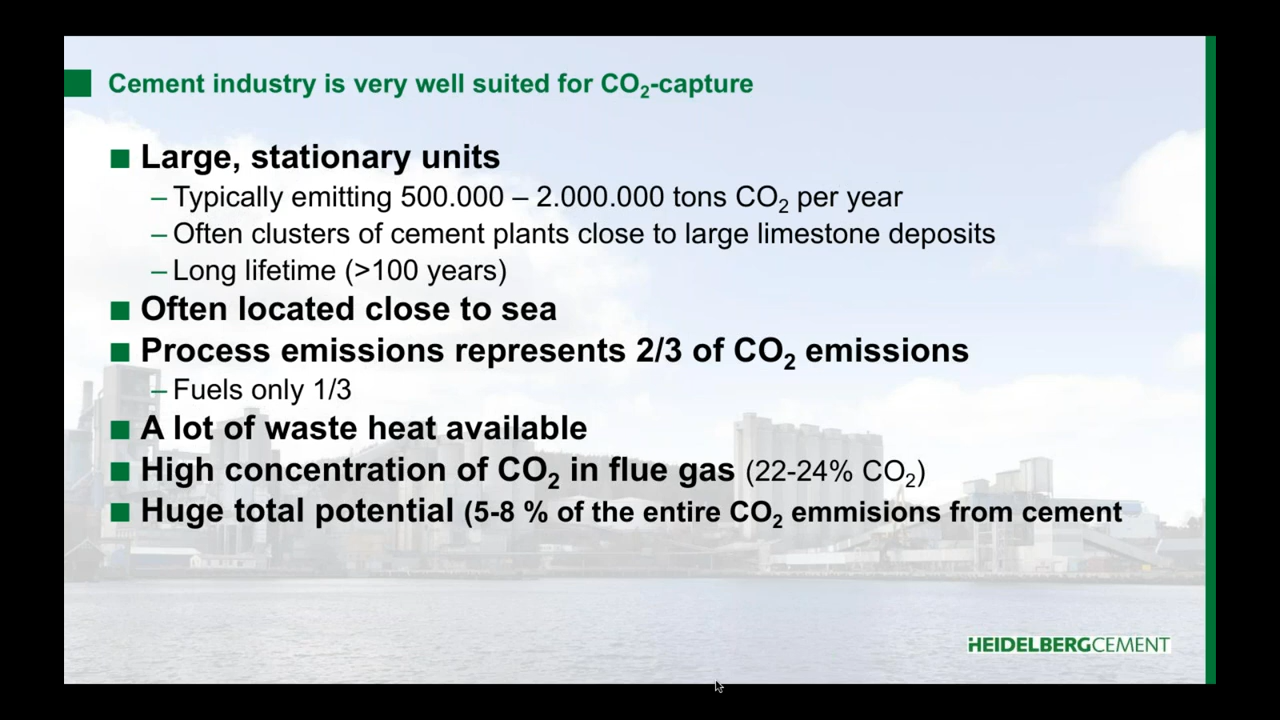 Cement industry is very well suited for CO₂-capture
Large, stationary units
– Typically emitting 500.000 – 2.000.000 tons CO₂ per year
– Often clusters of cement plants close to large limestone deposits
– Long lifetime (>100 years)
Often located close to sea
Process emissions represents 2/3 of CO₂ emissions
– Fuels only 1/3
A lot of waste heat available
High concentration of CO₂ in flue gas (22-24% CO₂)
Huge total potential (5-8 % of the entire CO₂ emmisions from cement
HEIDELBERGCEMENT